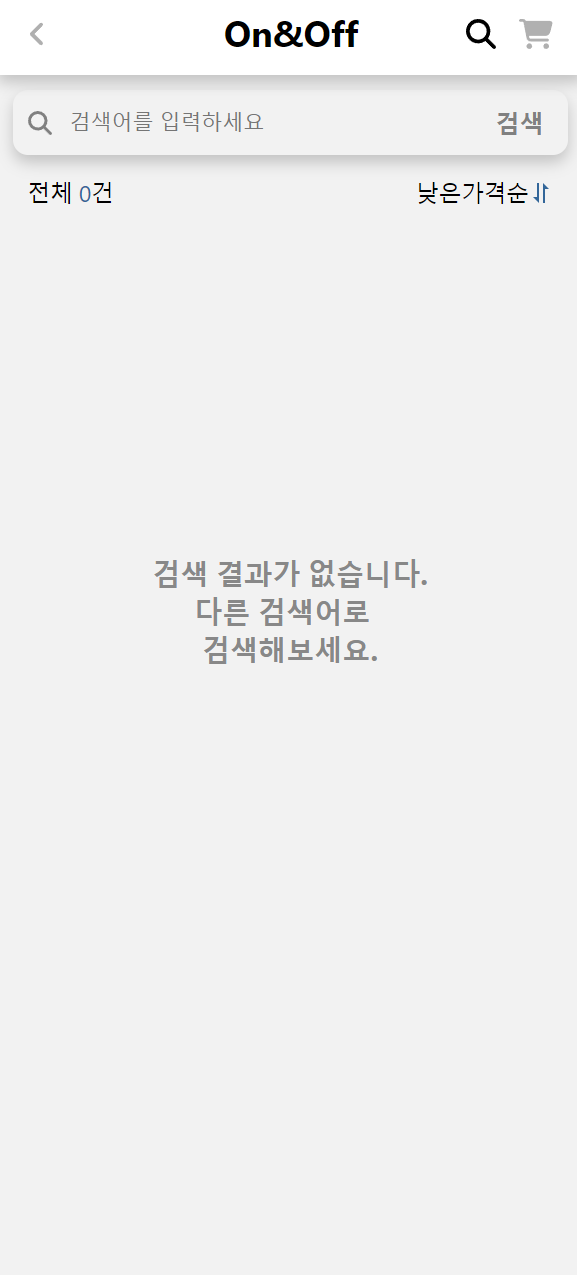 On&Off
검색어를 입력하세요 검색
전체 0건 낮은가격순
검색 결과가 없습니다.
다른 검색어로
검색해보세요.